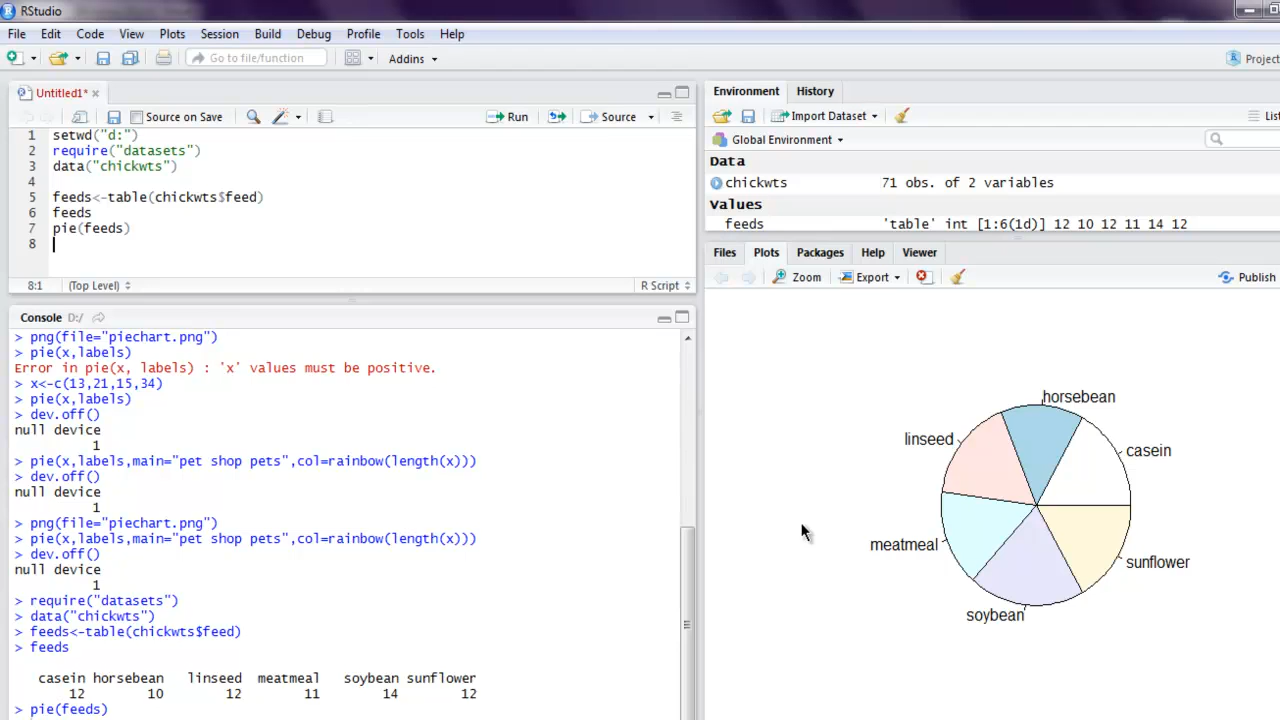 RStudio
File Edit Code View Plots Session Build Debug Profile Tools Help
Go to file/function Addins Project
Untitled1*
Source on Save Run Source
1 setwd("d:")
2 require("datasets")
3 data("chickwts")
4
5 feeds<-table(chickwts$feed)
6 feeds
7 pie(feeds)
8
8:1 (Top Level) R Script
Console D:/
> png(file="piechart.png")
> pie(x,labels)
Error in pie(x, labels) : 'x' values must be positive.
> x<-c(13,21,15,34)
> pie(x,labels)
> dev.off()
null device
1
> pie(x,labels,main="pet shop pets",col=rainbow(length(x)))
> dev.off()
null device
1
> png(file="piechart.png")
> pie(x,labels,main="pet shop pets",col=rainbow(length(x)))
> dev.off()
null device
1
> require("datasets")
> data("chickwts")
> feeds<-table(chickwts$feed)
> feeds
casein horsebean linseed meatmeal soybean sunflower
12 10 12 11 14 12
> pie(feeds)
Environment History
Import Dataset
Global Environment
Data
chickwts 71 obs. of 2 variables
Values
feeds 'table' int [1:6(1d)] 12 10 12 11 14 12
Files Plots Packages Help Viewer
Zoom Export Publish
horsebean
linseed
casein
meatmeal
sunflower
soybean